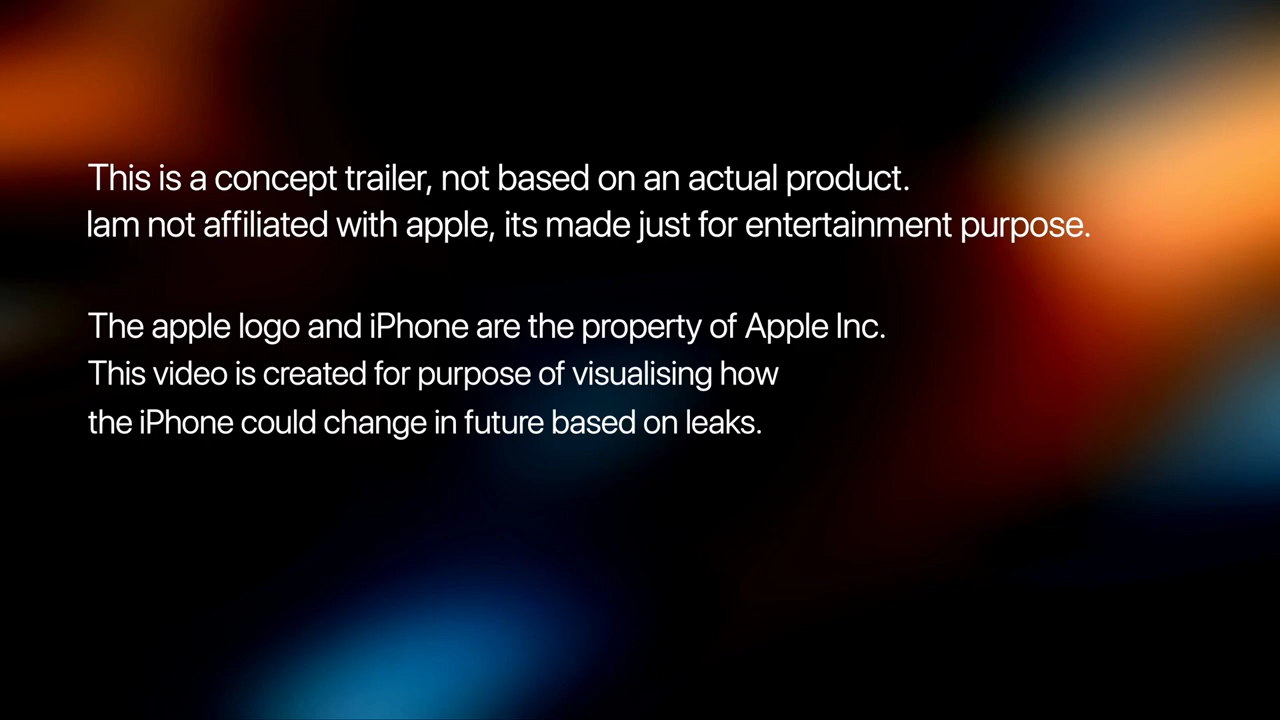 This is a concept trailer, not based on an actual product.
Iam not affiliated with apple, its made just for entertainment purpose.
The apple logo and iPhone are the property of Apple Inc.
This video is created for purpose of visualising how
the iPhone could change in future based on leaks.